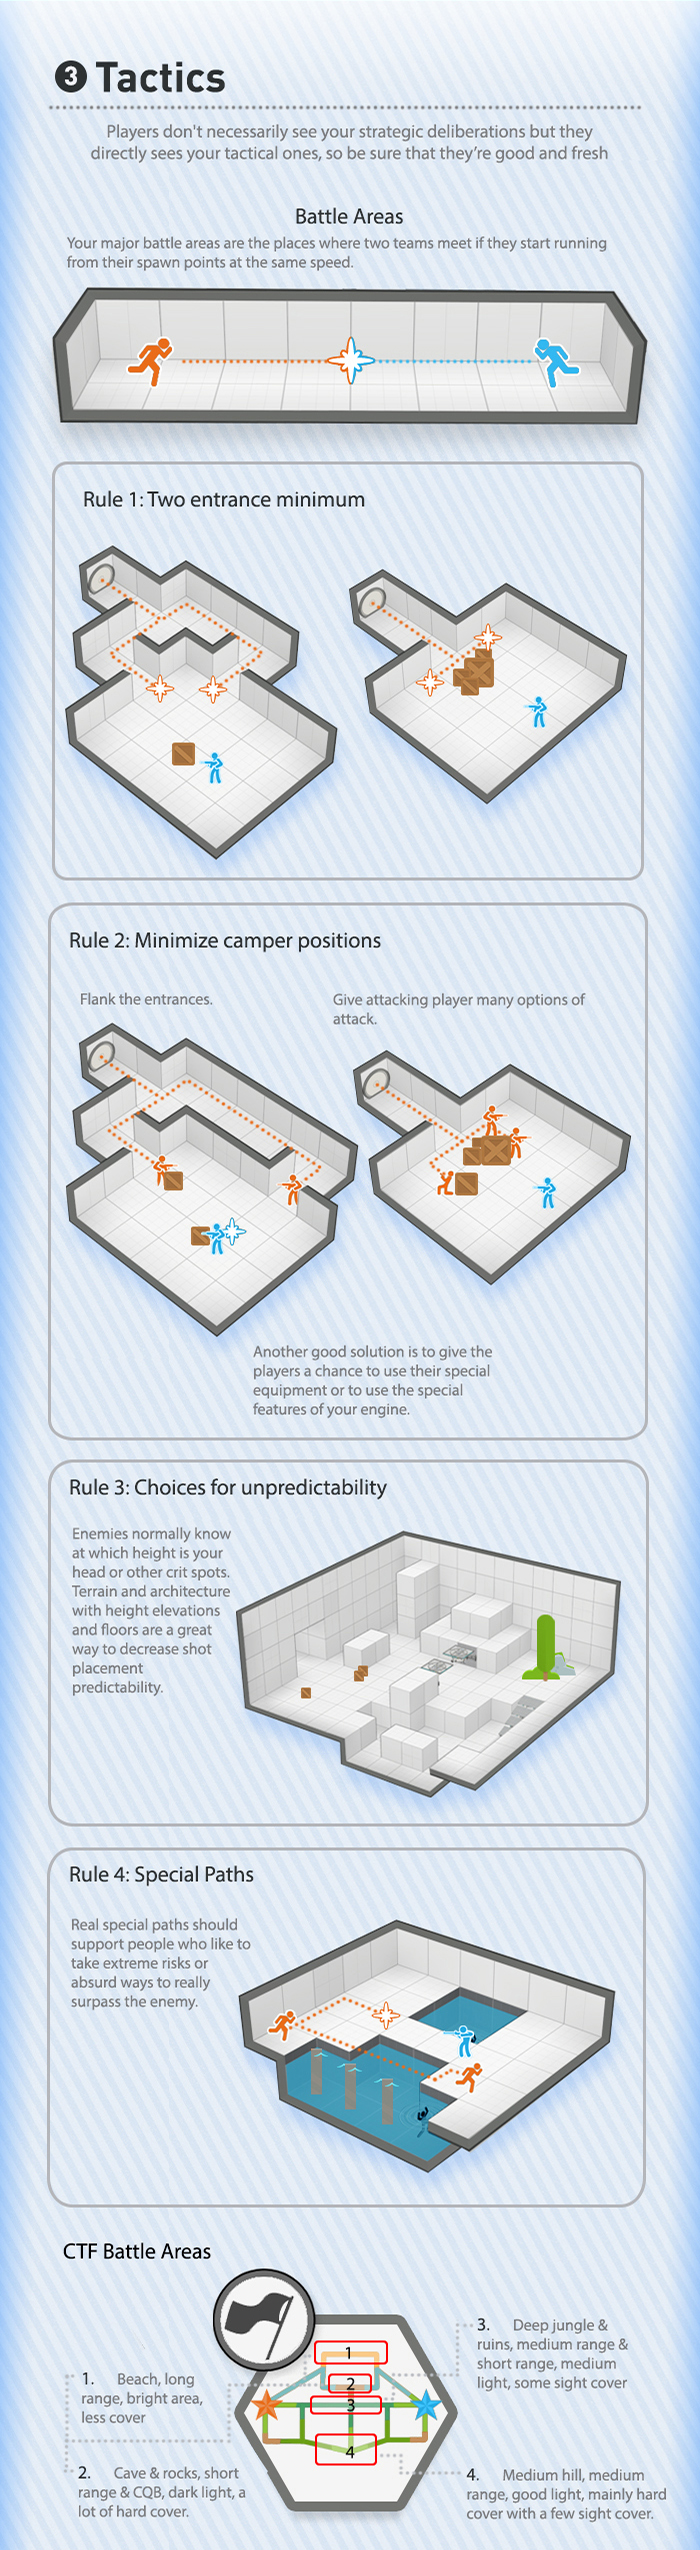 3 Tactics
Players don't necessarily see your strategic deliberations but they
directly sees your tactical ones, so be sure that they're good and fresh
Battle Areas
Your major battle areas are the places where two teams meet if they start running
from their spawn points at the same speed.
Rule 1: Two entrance minimum
Rule 2: Minimize camper positions
Flank the entrances.
Give attacking player many options of
attack.
Another good solution is to give the
players a chance to use their special
equipment or to use the special
features of your engine.
Rule 3: Choices for unpredictability
Enemies normally know
at which height is your
head or other crit spots.
Terrain and architecture
with height elevations
and floors are a great
way to decrease shot
placement
predictability.
Rule 4: Special Paths
Real special paths should
support people who like to
take extreme risks or
absurd ways to really
surpass the enemy.
CTF Battle Areas
1
2
3
4
1. Beach, long
range, bright area,
less cover
2. Cave & rocks, short
range & CQB, dark light, a
lot of hard cover.
3. Deep jungle &
ruins, medium range &
short range, medium
light, some sight cover
4. Medium hill, medium
range, good light, mainly hard
cover with a few sight cover.